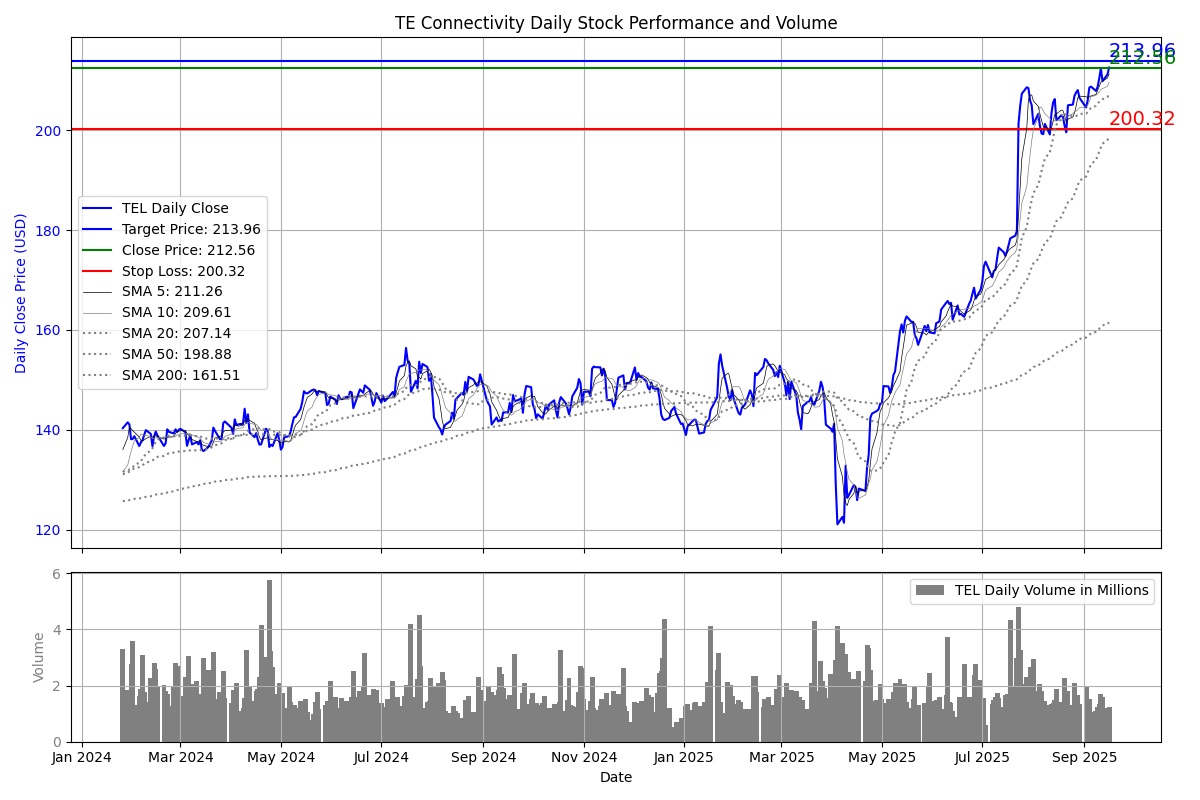 TE Connectivity Daily Stock Performance and Volume
213.96
212.56
200.32
200
180
160
140
120
Daily Close Price (USD)
TEL Daily Close
Target Price: 213.96
Close Price: 212.56
Stop Loss: 200.32
SMA 5: 211.26
SMA 10: 209.61
SMA 20: 207.14
SMA 50: 198.88
SMA 200: 161.51
6
4
2
0
Volume
TEL Daily Volume in Millions
Jan 2024 Mar 2024 May 2024 Jul 2024 Sep 2024 Nov 2024 Jan 2025 Mar 2025 May 2025 Jul 2025 Sep 2025
Date